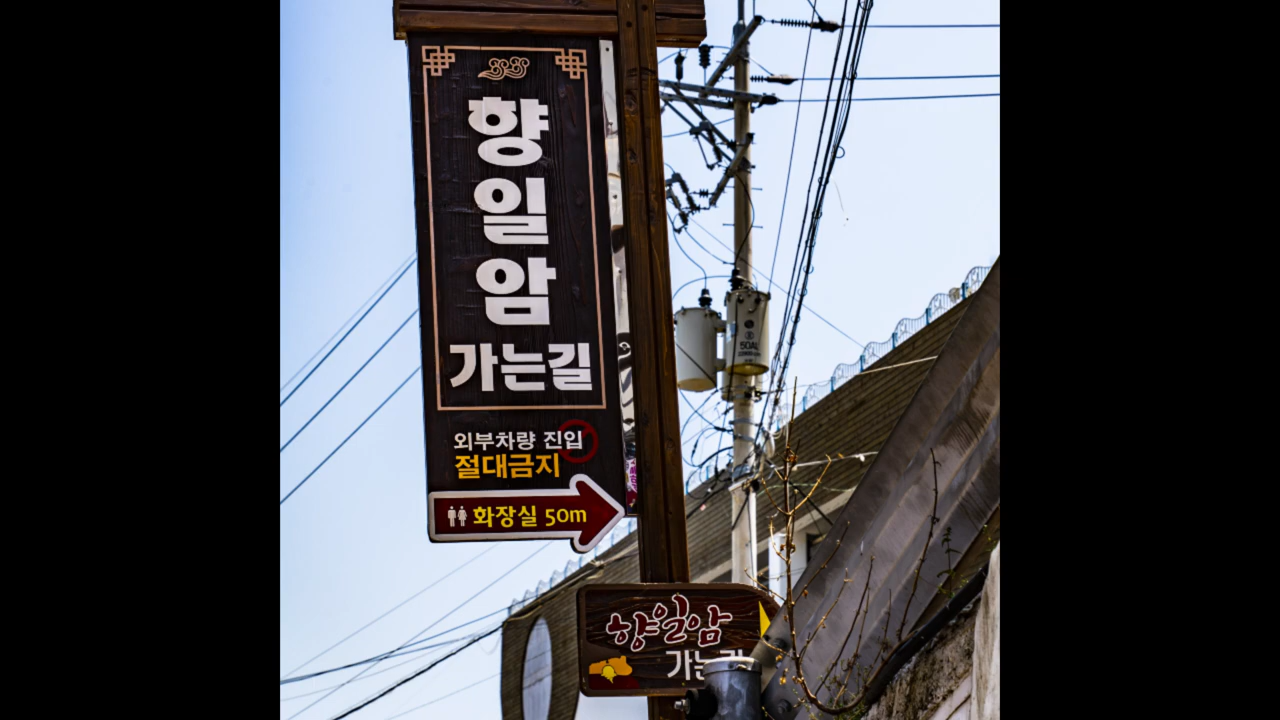 향일암
가는길
외부차량 진입
절대금지
화장실 50m
향일암
가는길